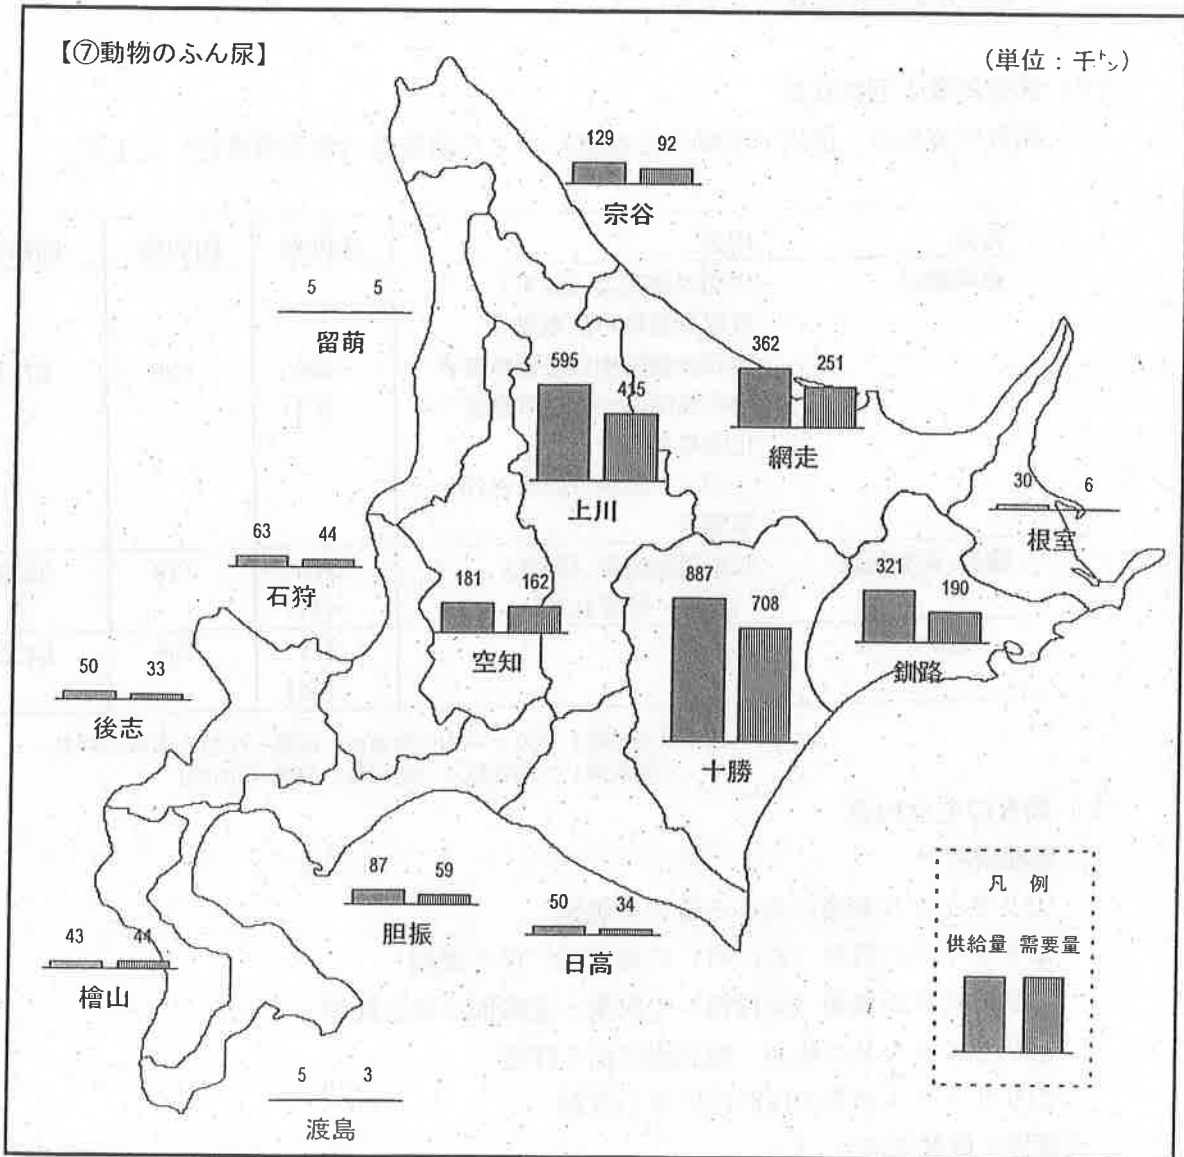 【⑦動物のふん尿】
(単位：千㌧)
129 92
宗谷
5 5
留萌
595 415
上川
362 251
網走
30 6
根室
63 44
石狩
181 162
空知
887 708
十勝
321 190
釧路
50 33
後志
87 59
胆振
50 34
日高
43 44
檜山
5 3
渡島
凡 例
供給量 需要量